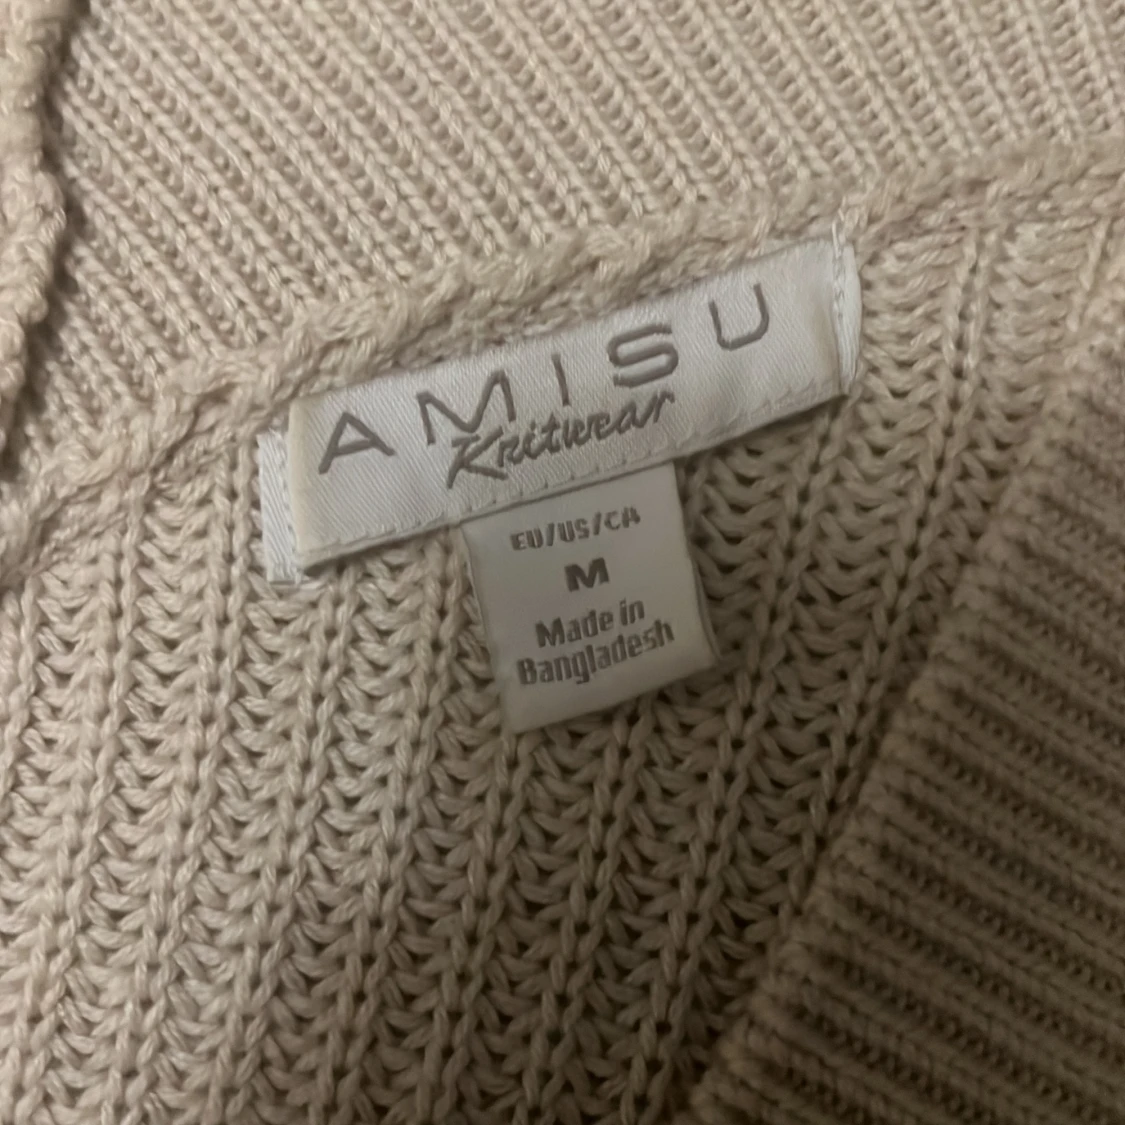 AMISU
Knitwear
EU/US/CA
M
Made in
Bangladesh